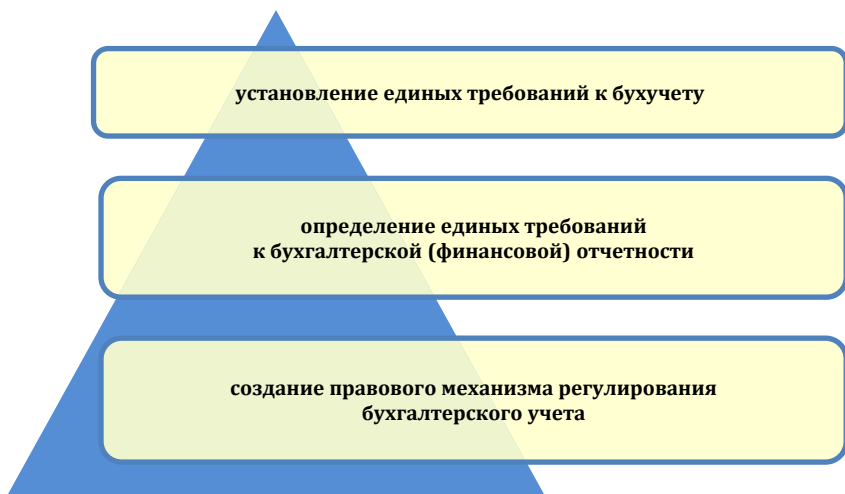 установление единых требований к бухучету
определение единых требований
к бухгалтерской (финансовой) отчетности
создание правового механизма регулирования
бухгалтерского учета